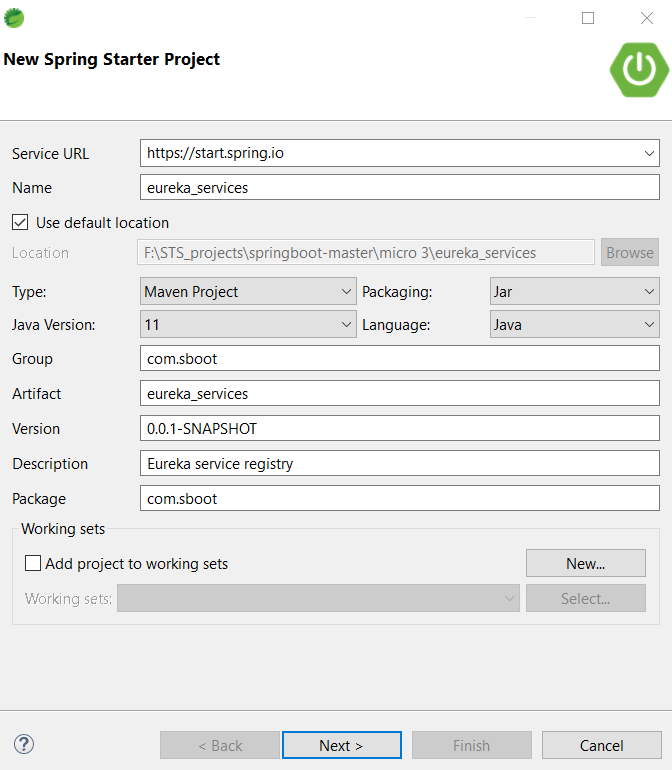 New Spring Starter Project
Service URL https://start.spring.io
Name eureka_services
Use default location
Location F:\STS_projects\springboot-master\micro 3\eureka_services Browse
Type: Maven Project Packaging: Jar
Java Version: 11 Language: Java
Group com.sboot
Artifact eureka_services
Version 0.0.1-SNAPSHOT
Description Eureka service registry
Package com.sboot
Working sets
Add project to working sets New...
Working sets: Select...
? < Back Next > Finish Cancel